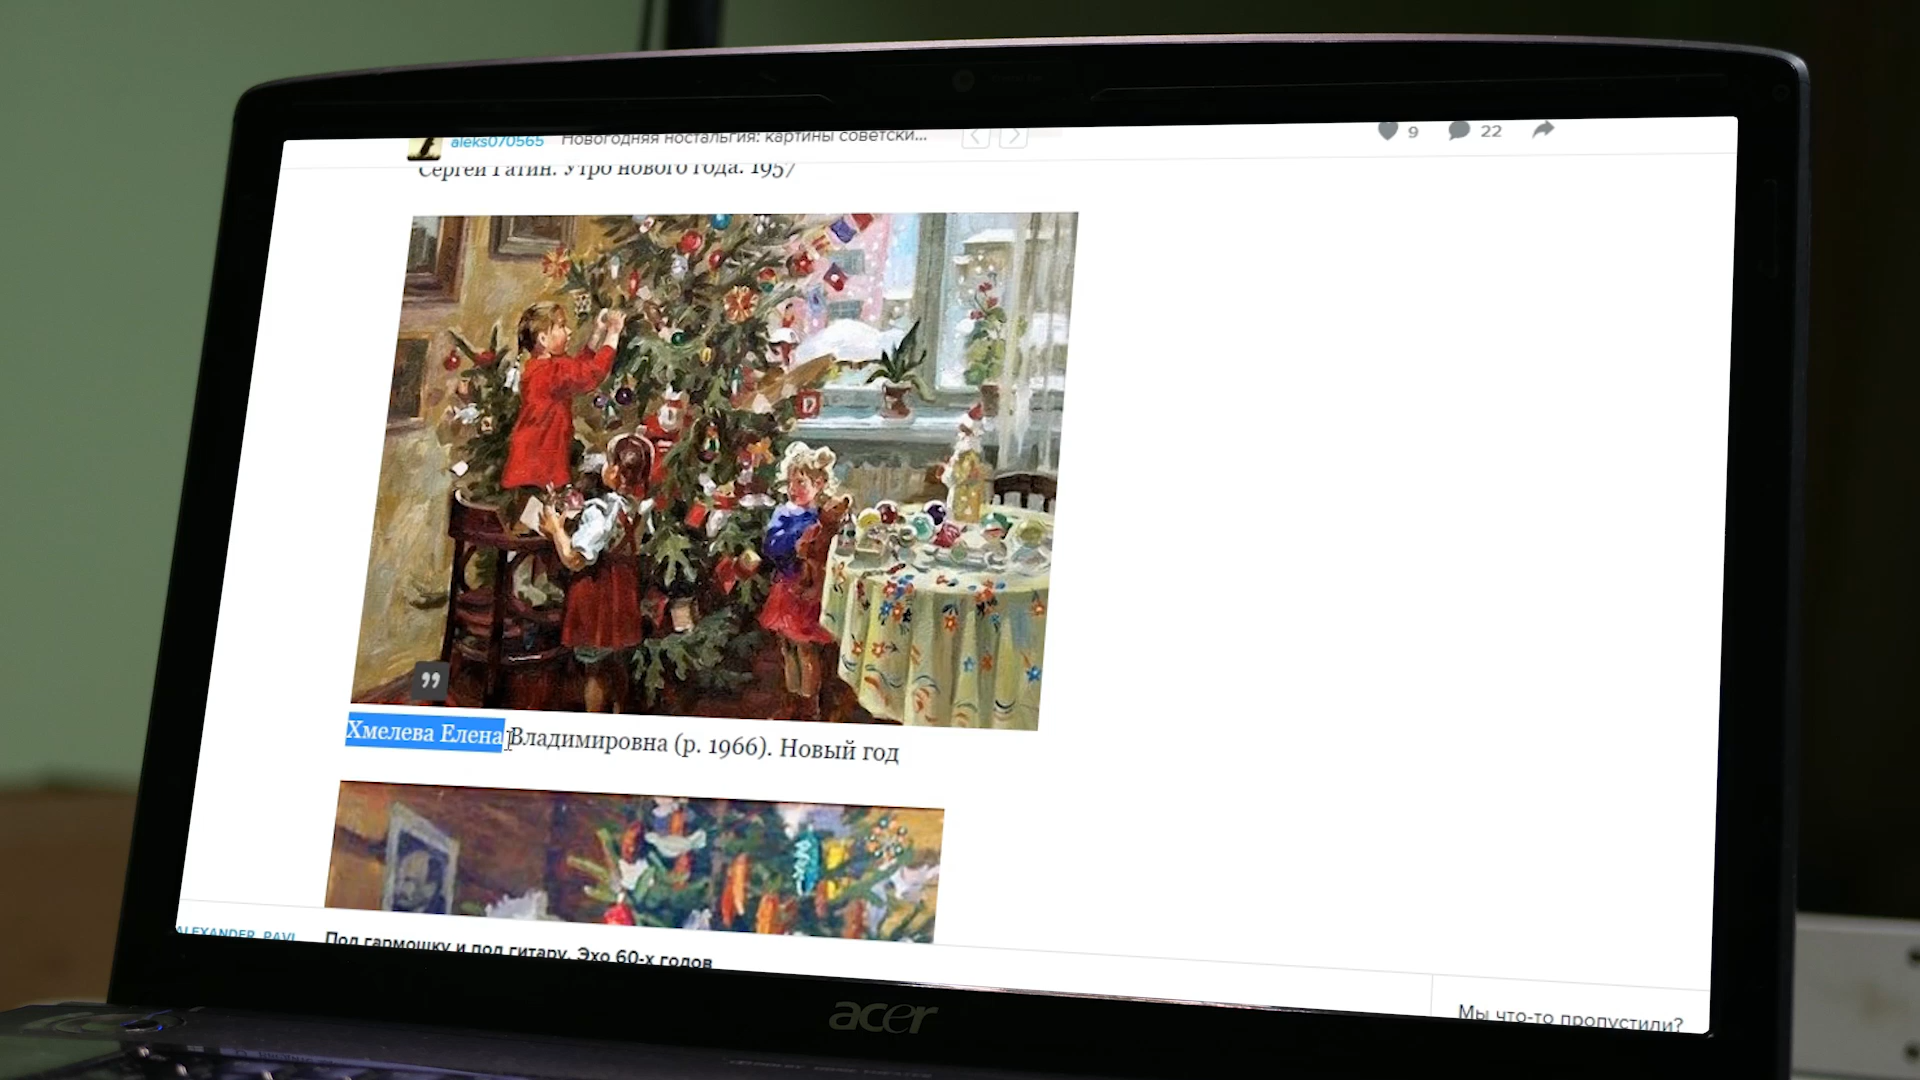 aleks070565 Новогодняя ностальгия: картины советски...
9 22
Сергей Гатин. Утро нового года. 1957
Хмелева Елена Владимировна (р. 1966). Новый год
ALEXANDER_PAVL
Под гармошку и под гитару. Эхо 60-х годов
Мы что-то пропустили?
acer